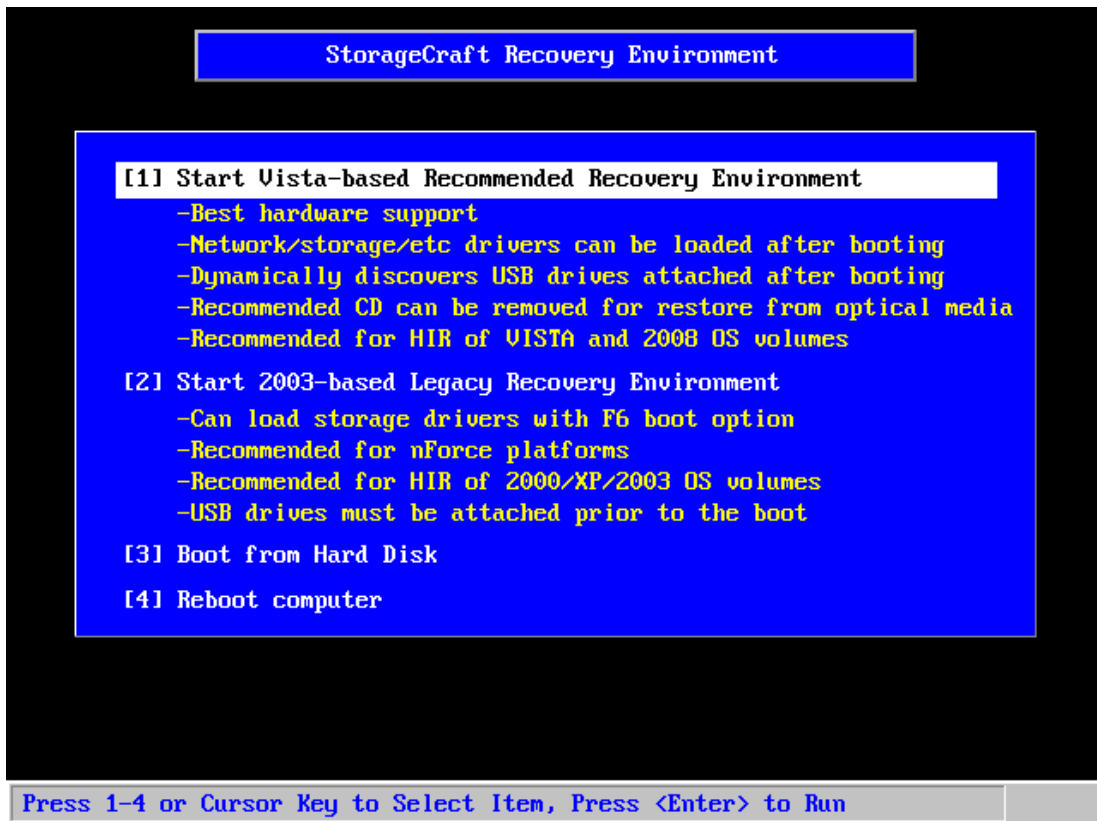 StorageCraft Recovery Environment
[1] Start Vista-based Recommended Recovery Environment
-Best hardware support
-Network/storage/etc drivers can be loaded after booting
-Dynamically discovers USB drives attached after booting
-Recommended CD can be removed for restore from optical media
-Recommended for HIR of VISTA and 2008 OS volumes
[2] Start 2003-based Legacy Recovery Environment
-Can load storage drivers with F6 boot option
-Recommended for nForce platforms
-Recommended for HIR of 2000/XP/2003 OS volumes
-USB drives must be attached prior to the boot
[3] Boot from Hard Disk
[4] Reboot computer
Press 1-4 or Cursor Key to Select Item, Press <Enter> to Run